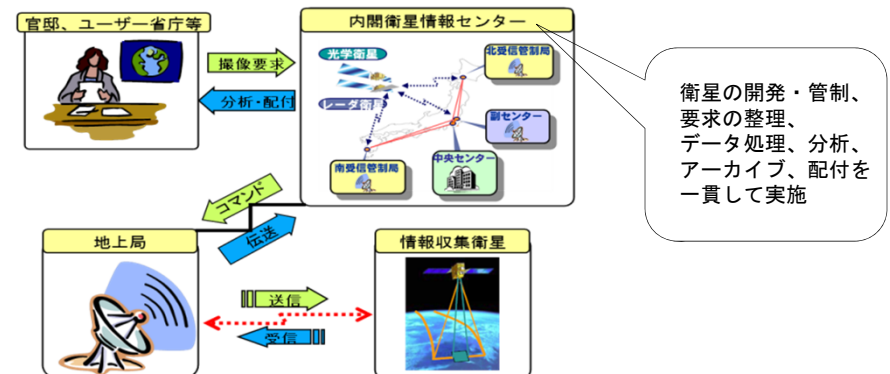 官邸、ユーザー省庁等
撮像要求
分析・配付
内閣衛星情報センター
光学衛星
レーダ衛星
北受信管制局
副センター
中央センター
南受信管制局
衛星の開発・管制、
要求の整理、
データ処理、分析、
アーカイブ、配付を
一貫して実施
コマンド
伝送
地上局
送信
受信
情報収集衛星